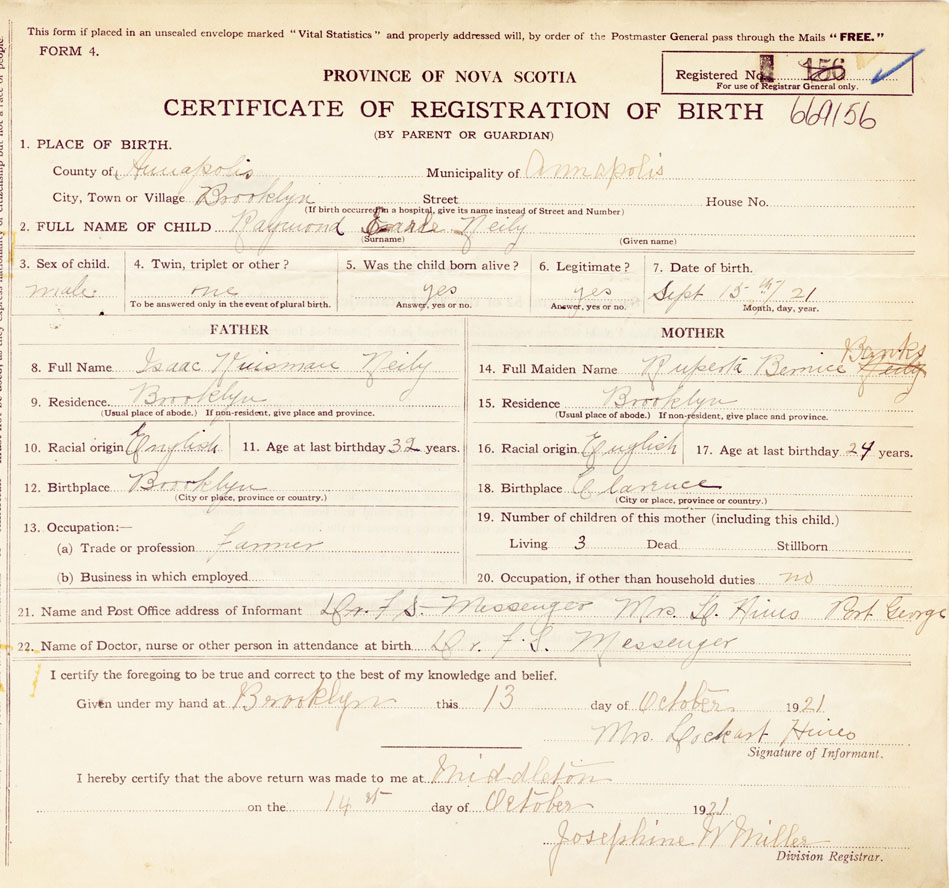 This form if placed in an unsealed envelope marked "Vital Statistics" and properly addressed will, by order of the Postmaster General pass through the Mails "FREE."
FORM 4.
PROVINCE OF NOVA SCOTIA
Registered No. 156
For use of Registrar General only.
CERTIFICATE OF REGISTRATION OF BIRTH 669156
(BY PARENT OR GUARDIAN)
1. PLACE OF BIRTH.
County of Annapolis Municipality of Annapolis
City, Town or Village Brooklyn Street House No.
(If birth occurred in a hospital, give its name instead of Street and Number)
2. FULL NAME OF CHILD Raymond Earle Neily
(Surname) (Given name)
3. Sex of child. 4. Twin, triplet or other? 5. Was the child born alive? 6. Legitimate? 7. Date of birth.
male one yes yes Sept 15th/21
To be answered only in the event of plural birth. Answer, yes or no. Answer, yes or no. Month, day, year.
FATHER
8. Full Name Isaac Neily
9. Residence. Brooklyn
(Usual place of abode.) If non-resident, give place and province.
10. Racial origin English 11. Age at last birthday 32 years.
12. Birthplace Brooklyn
(City or place, province or country.)
13. Occupation:—
(a) Trade or profession farmer
(b) Business in which employed
MOTHER
Banks
14. Full Maiden Name Ruperta Bernice Neily
15. Residence Brooklyn
(Usual place of abode.) If non-resident, give place and province.
16. Racial origin English 17. Age at last birthday 24 years.
18. Birthplace Clarence
(City or place, province or country.)
19. Number of children of this mother (including this child.)
Living 3 Dead Stillborn
20. Occupation, if other than household duties no
21. Name and Post Office address of Informant Dr. F S Messenger Mrs. L. Hines Port George
22. Name of Doctor, nurse or other person in attendance at birth Dr. F. S. Messenger
I certify the foregoing to be true and correct to the best of my knowledge and belief.
Given under my hand at Brooklyn this 13 day of October 1921
Mrs. Lockart Hines
Signature of Informant.
I hereby certify that the above return was made to me at Middleton
on the 14 day of October 1921
Josephine W Miller
Division Registrar.